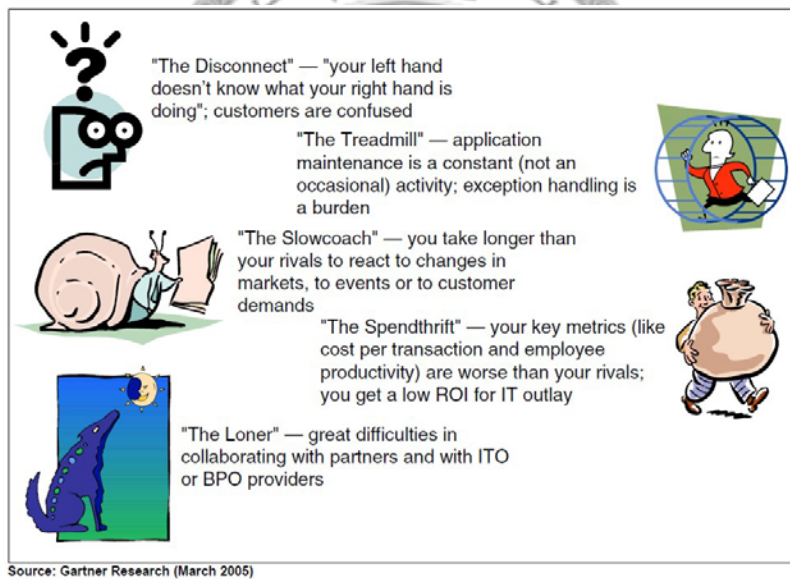 ?
"The Disconnect" — "your left hand
doesn't know what your right hand is
doing"; customers are confused
"The Treadmill" — application
maintenance is a constant (not an
occasional) activity; exception handling is
a burden
"The Slowcoach" — you take longer than
your rivals to react to changes in
markets, to events or to customer
demands
"The Spendthrift" — your key metrics (like
cost per transaction and employee
productivity) are worse than your rivals;
you get a low ROI for IT outlay
"The Loner" — great difficulties in
collaborating with partners and with ITO
or BPO providers
Source: Gartner Research (March 2005)